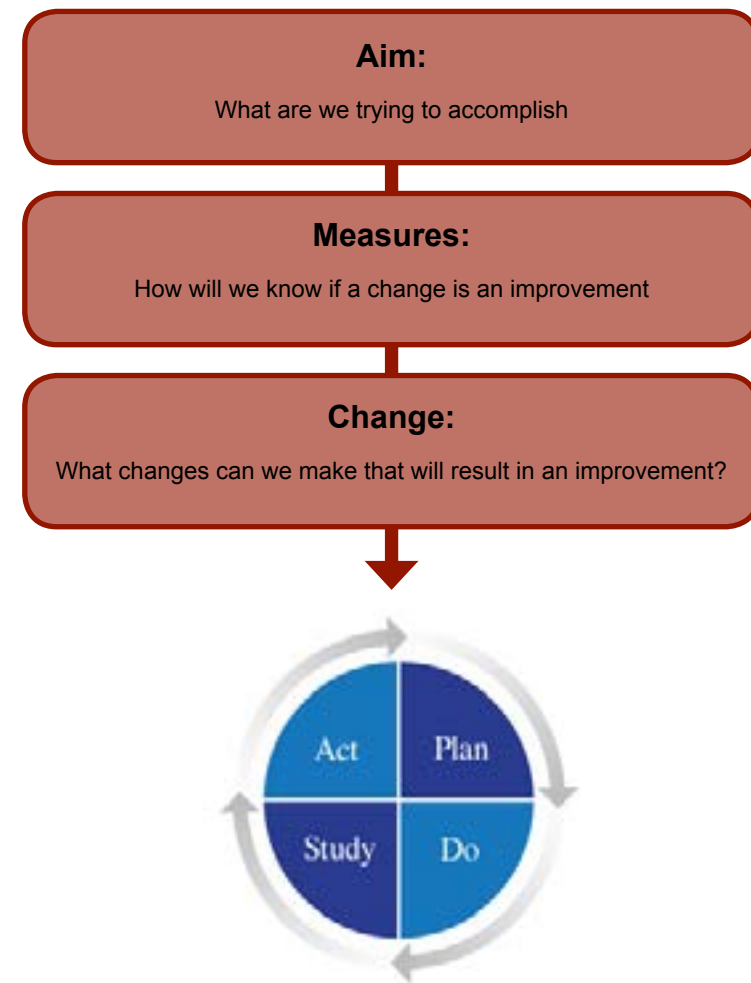 Aim:
What are we trying to accomplish
Measures:
How will we know if a change is an improvement
Change:
What changes can we make that will result in an improvement?
Act Plan
Study Do